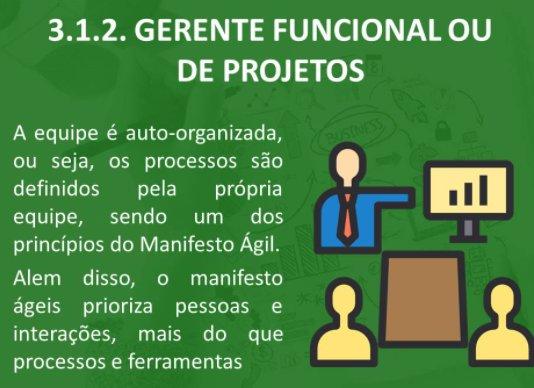 3.1.2. GERENTE FUNCIONAL OU
DE PROJETOS
A equipe é auto-organizada,
ou seja, os processos são
definidos pela própria
equipe, sendo um dos
princípios do Manifesto Ágil.
Alem disso, o manifesto
ágeis prioriza pessoas e
interações, mais do que
processos e ferramentas
BUSINESS